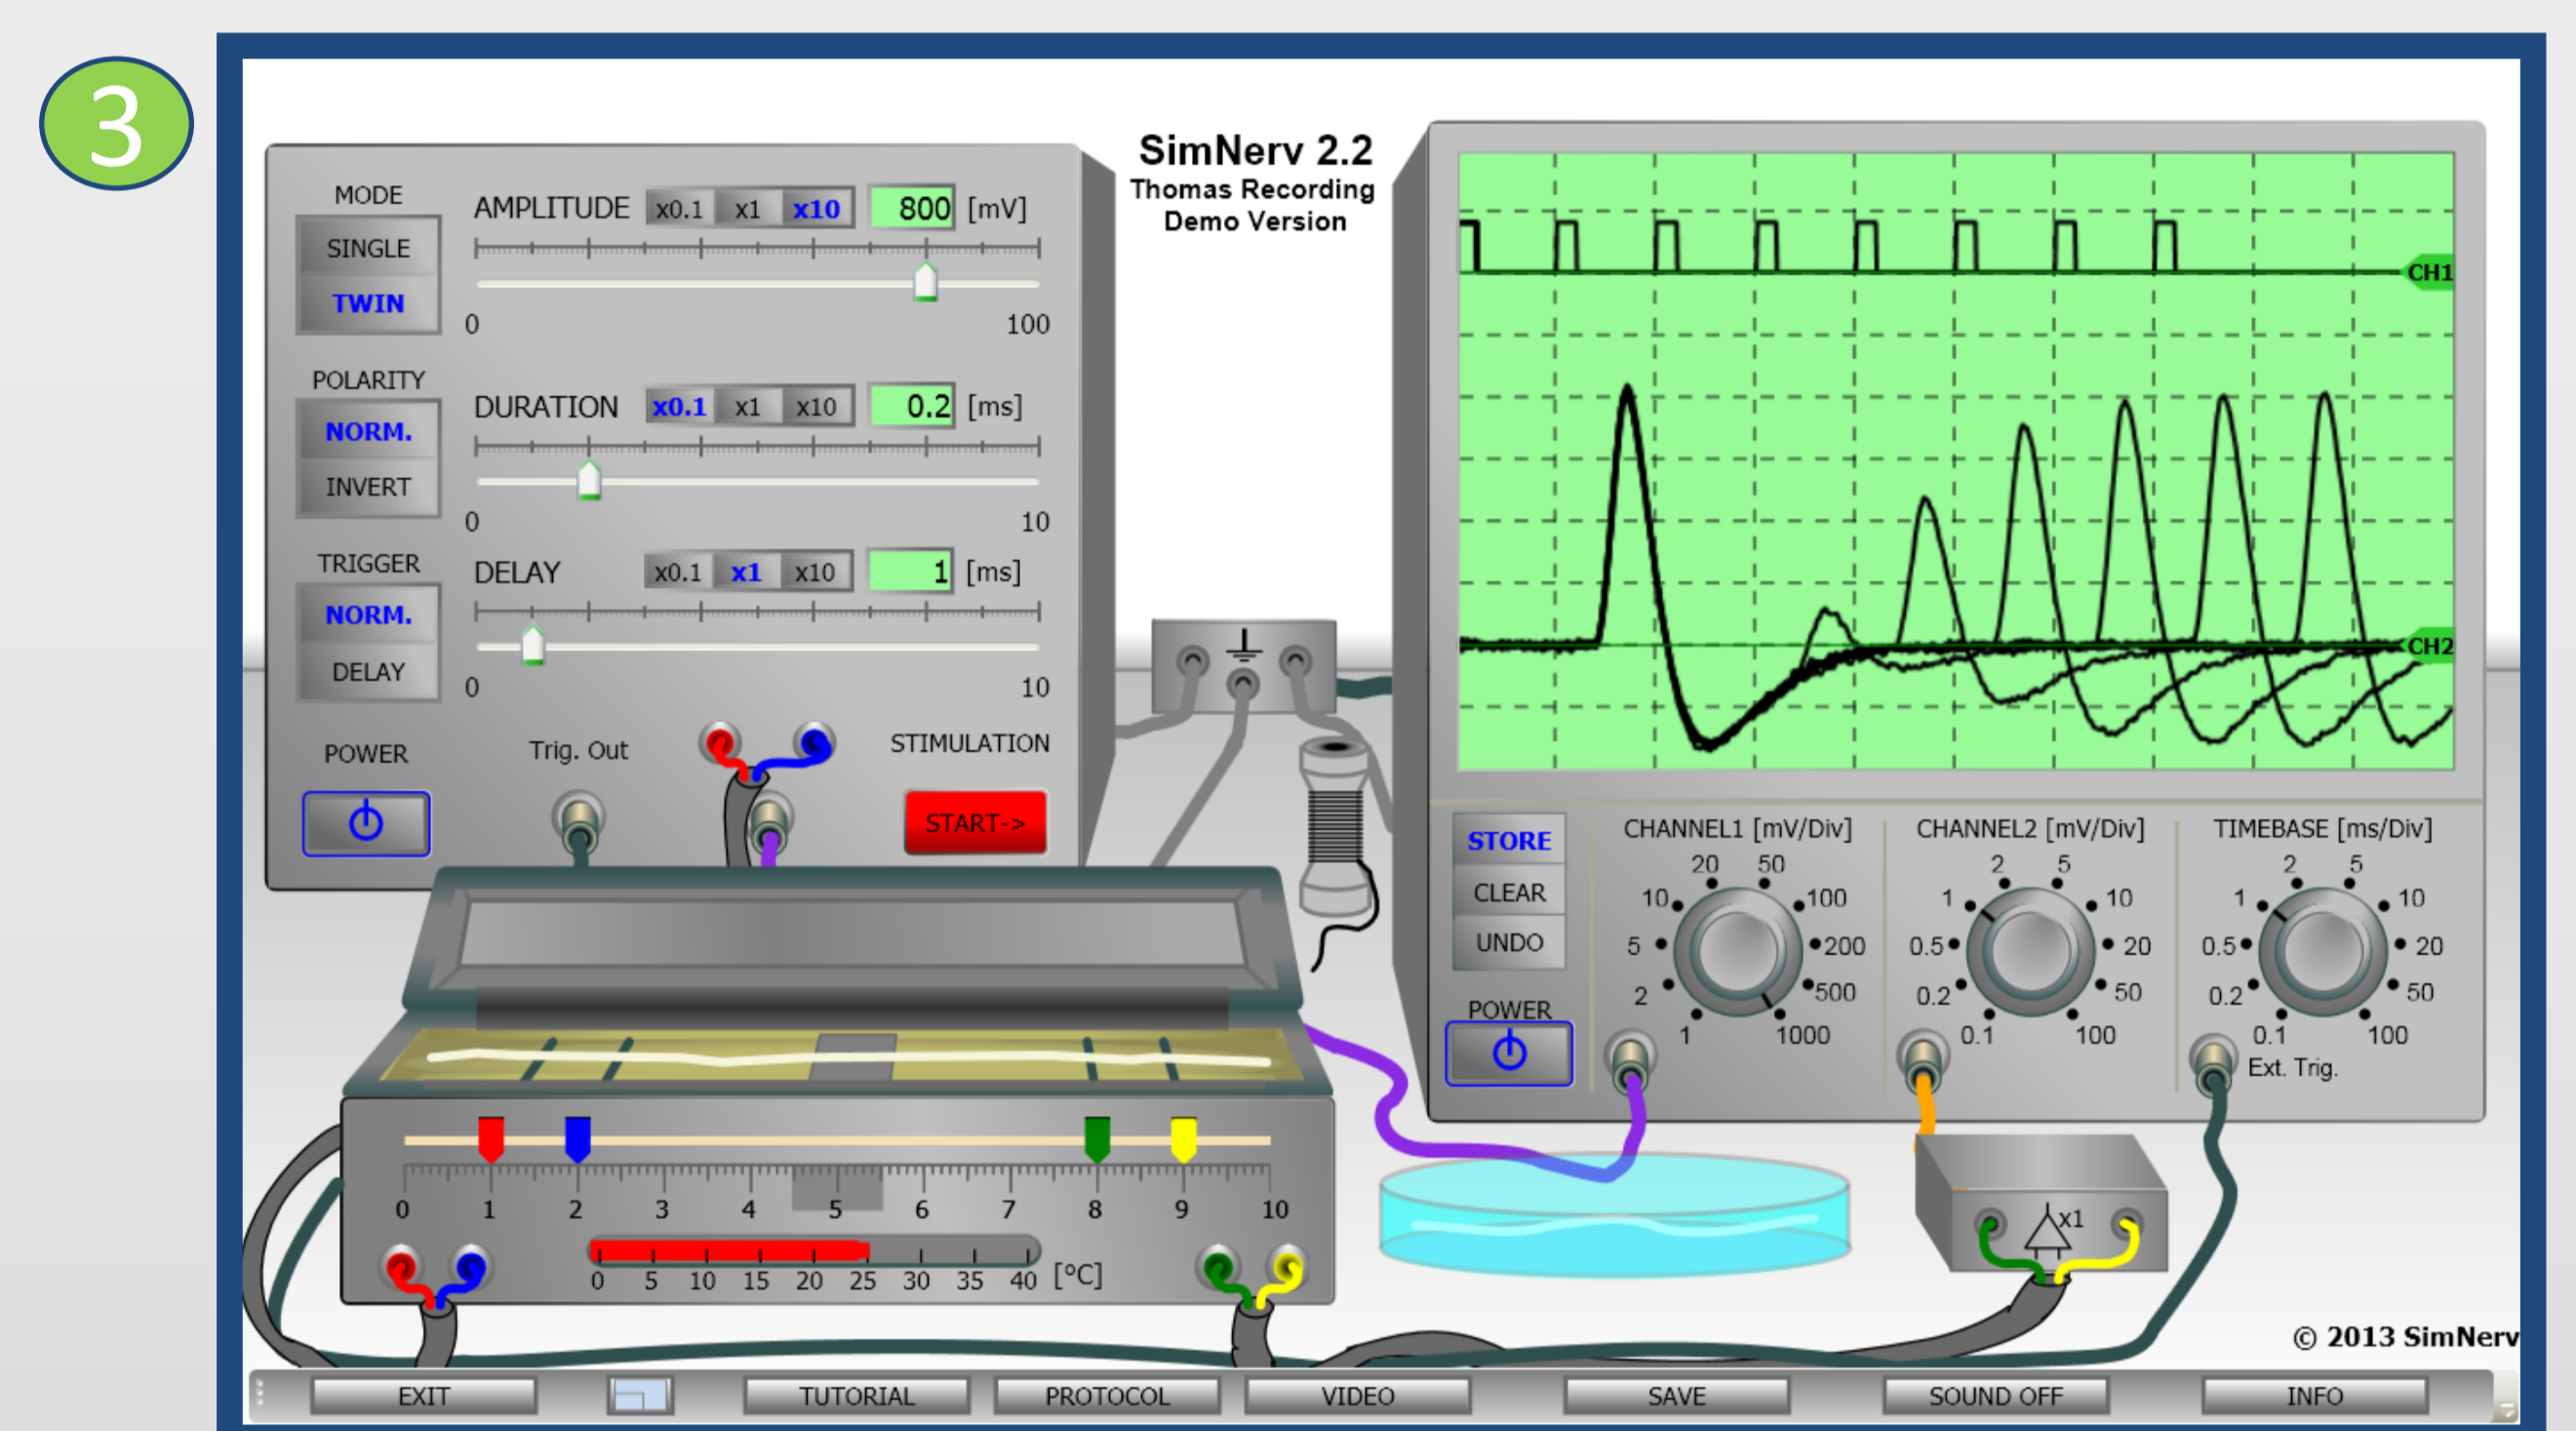 3
SimNerv 2.2
Thomas Recording
Demo Version
MODE
SINGLE
TWIN
AMPLITUDE x0.1 x1 x10 800 [mV]
0 100
POLARITY
NORM.
INVERT
DURATION x0.1 x1 x10 0.2 [ms]
0 10
TRIGGER
NORM.
DELAY
DELAY x0.1 x1 x10 1 [ms]
0 10
POWER
Trig. Out
STIMULATION
START->
CH1
CH2
STORE
CLEAR
UNDO
POWER
CHANNEL1 [mV/Div]
1 2 5 10 20 50 100 200 500 1000
CHANNEL2 [mV/Div]
0.1 0.2 0.5 1 2 5 10 20 50 100
TIMEBASE [ms/Div]
0.1 0.2 0.5 1 2 5 10 20 50 100
Ext. Trig.
0 1 2 3 4 5 6 7 8 9 10
0 5 10 15 20 25 30 35 40 [°C]
x1
© 2013 SimNerv
EXIT TUTORIAL PROTOCOL VIDEO SAVE SOUND OFF INFO